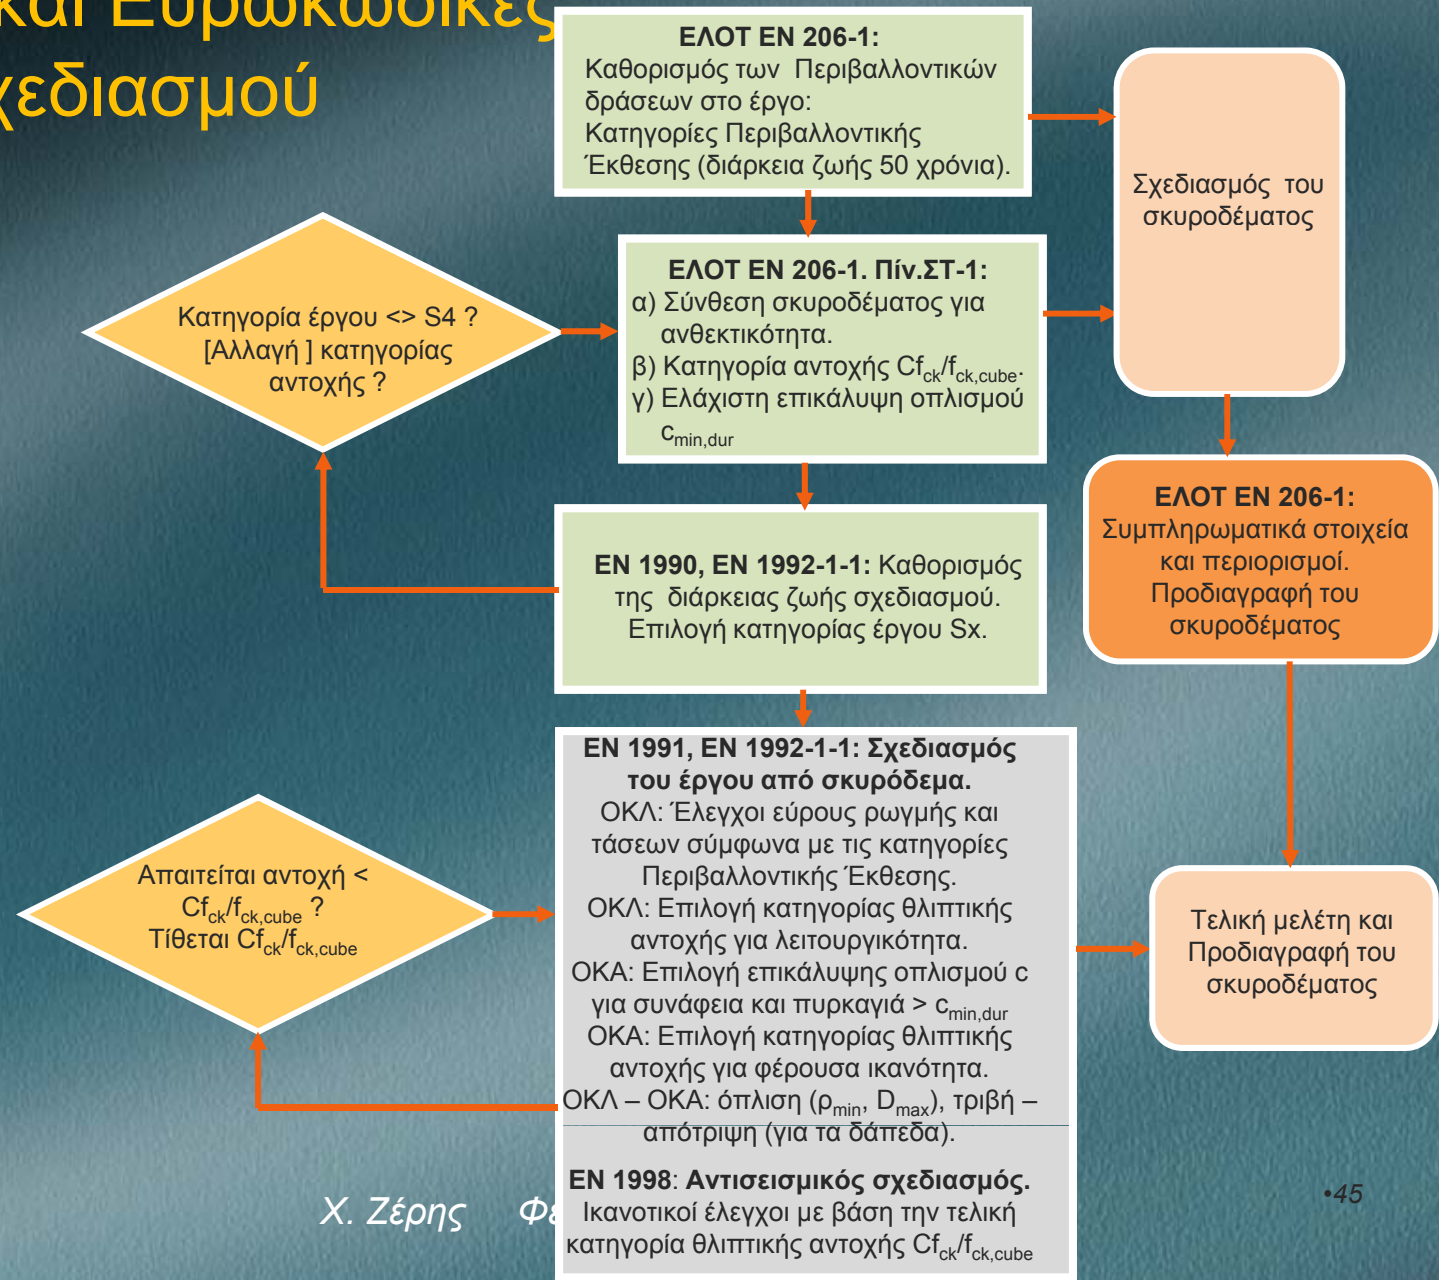 και Ευρωκώδικες
χεδιασμού
ΕΛΟΤ ΕΝ 206-1:
Καθορισμός των Περιβαλλοντικών
δράσεων στο έργο:
Κατηγορίες Περιβαλλοντικής
Έκθεσης (διάρκεια ζωής 50 χρόνια).
Σχεδιασμός του
σκυροδέματος
Κατηγορία έργου <> S4 ?
[Αλλαγή ] κατηγορίας
αντοχής ?
ΕΛΟΤ ΕΝ 206-1. Πίν.ΣΤ-1:
α) Σύνθεση σκυροδέματος για
ανθεκτικότητα.
β) Κατηγορία αντοχής Cfck/fck,cube.
γ) Ελάχιστη επικάλυψη οπλισμού
cmin,dur
ΕΛΟΤ ΕΝ 206-1:
Συμπληρωματικά στοιχεία
και περιορισμοί.
Προδιαγραφή του
σκυροδέματος
ΕΝ 1990, ΕΝ 1992-1-1: Καθορισμός
της διάρκειας ζωής σχεδιασμού.
Επιλογή κατηγορίας έργου Sx.
ΕΝ 1991, ΕΝ 1992-1-1: Σχεδιασμός
του έργου από σκυρόδεμα.
ΟΚΛ: Έλεγχοι εύρους ρωγμής και
τάσεων σύμφωνα με τις κατηγορίες
Περιβαλλοντικής Έκθεσης.
ΟΚΛ: Επιλογή κατηγορίας θλιπτικής
αντοχής για λειτουργικότητα.
ΟΚΑ: Επιλογή επικάλυψης οπλισμού c
για συνάφεια και πυρκαγιά > cmin,dur
ΟΚΑ: Επιλογή κατηγορίας θλιπτικής
αντοχής για φέρουσα ικανότητα.
ΟΚΛ – ΟΚΑ: όπλιση (ρmin, Dmax), τριβή –
απότριψη (για τα δάπεδα).
ΕΝ 1998: Αντισεισμικός σχεδιασμός.
Ικανοτικοί έλεγχοι με βάση την τελική
κατηγορία θλιπτικής αντοχής Cfck/fck,cube
Απαιτείται αντοχή <
Cfck/fck,cube ?
Τίθεται Cfck/fck,cube
Τελική μελέτη και
Προδιαγραφή του
σκυροδέματος
Χ. Ζέρης
•45